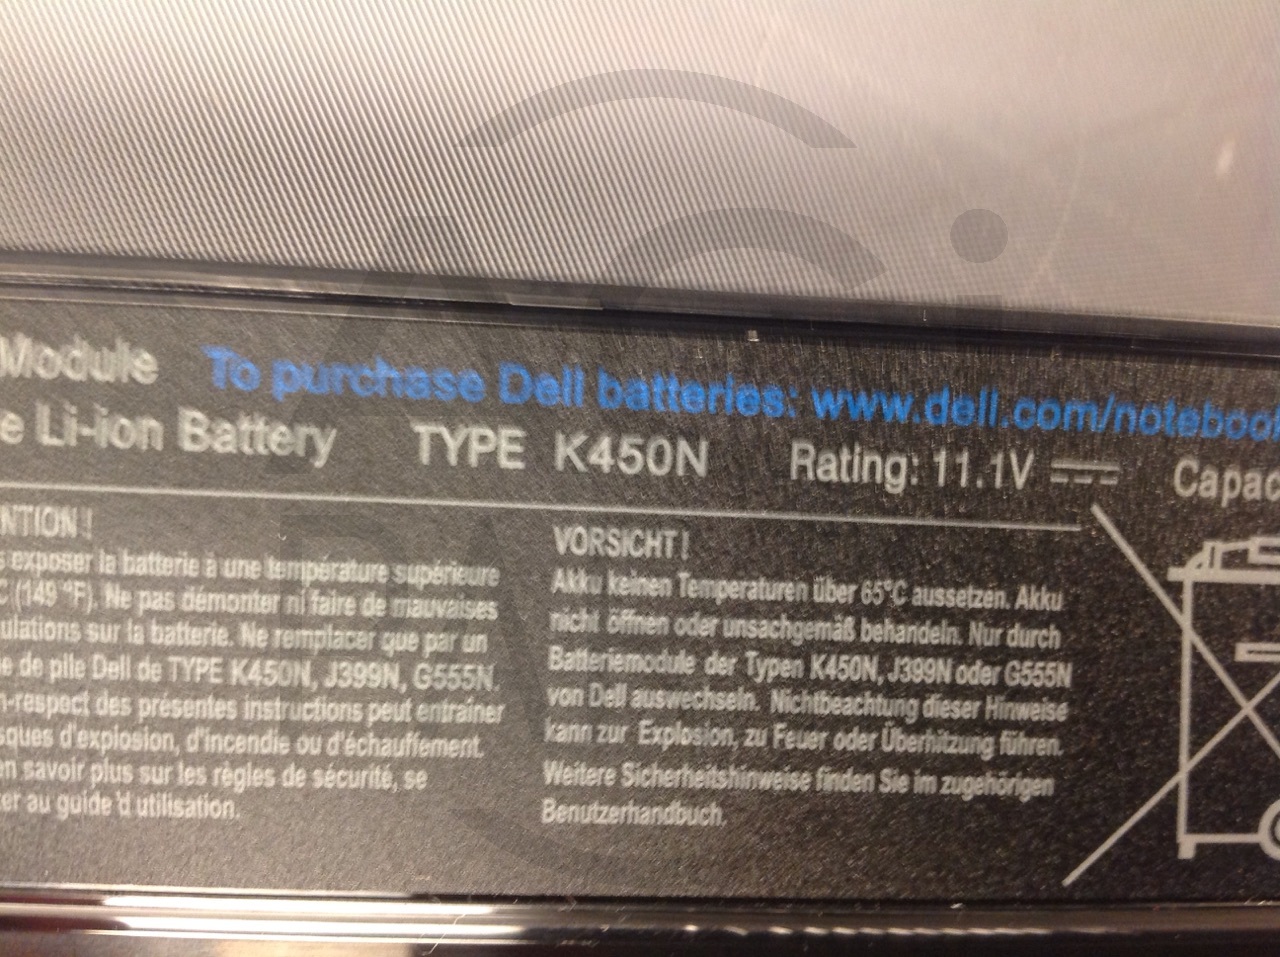 Module To purchase Dell batteries: www.dell.com/notebook
e Li-ion Battery TYPE K450N Rating: 11.1V Capac
NTION !
s exposer la batterie à une température supérieure
C (149 °F). Ne pas démonter ni faire de mauvaises
ulations sur la batterie. Ne remplacer que par un
e de pile Dell de TYPE K450N, J399N, G555N.
n-respect des présentes instructions peut entraîner
sques d'explosion, d'incendie ou d'échauffement.
en savoir plus sur les règles de sécurité, se
er au guide d'utilisation.
VORSICHT !
Akku keinen Temperaturen über 65°C aussetzen. Akku
nicht öffnen oder unsachgemäß behandeln. Nur durch
Batteriemodule der Typen K450N, J399N oder G555N
von Dell auswechseln. Nichtbeachtung dieser Hinweise
kann zur Explosion, zu Feuer oder Überhitzung führen.
Weitere Sicherheitshinweise finden Sie im zugehörigen
Benutzerhandbuch.